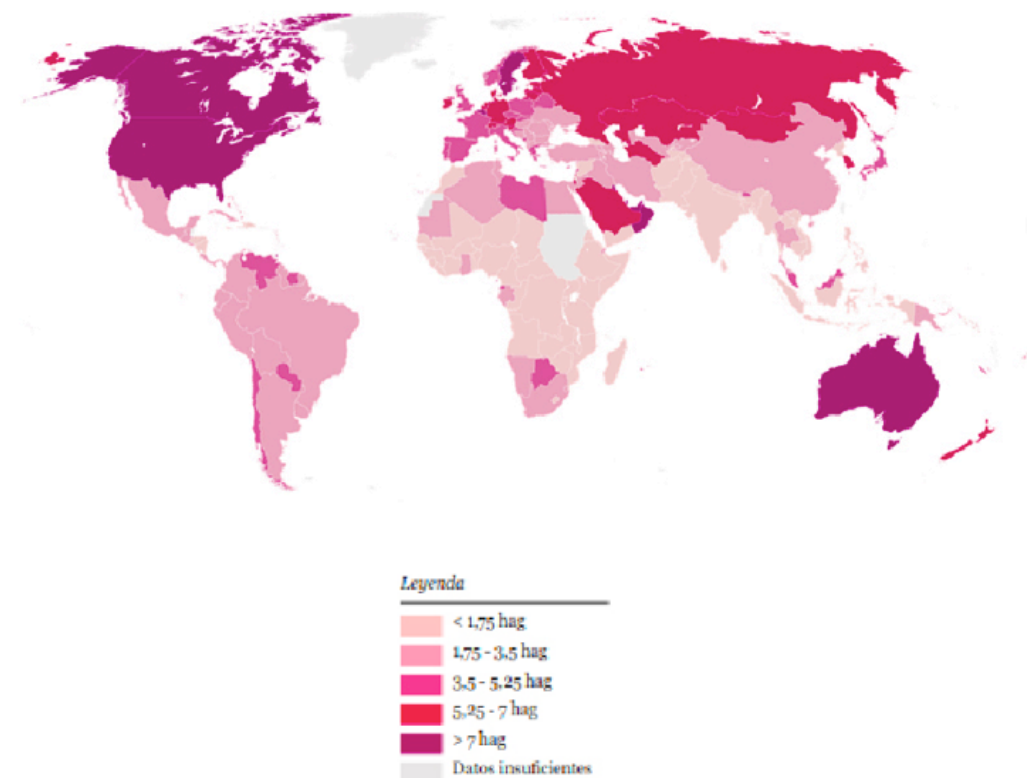 Leyenda
< 1,75 hag
1,75 - 3,5 hag
3,5 - 5,25 hag
5,25 - 7 hag
> 7 hag
Datos insuficientes